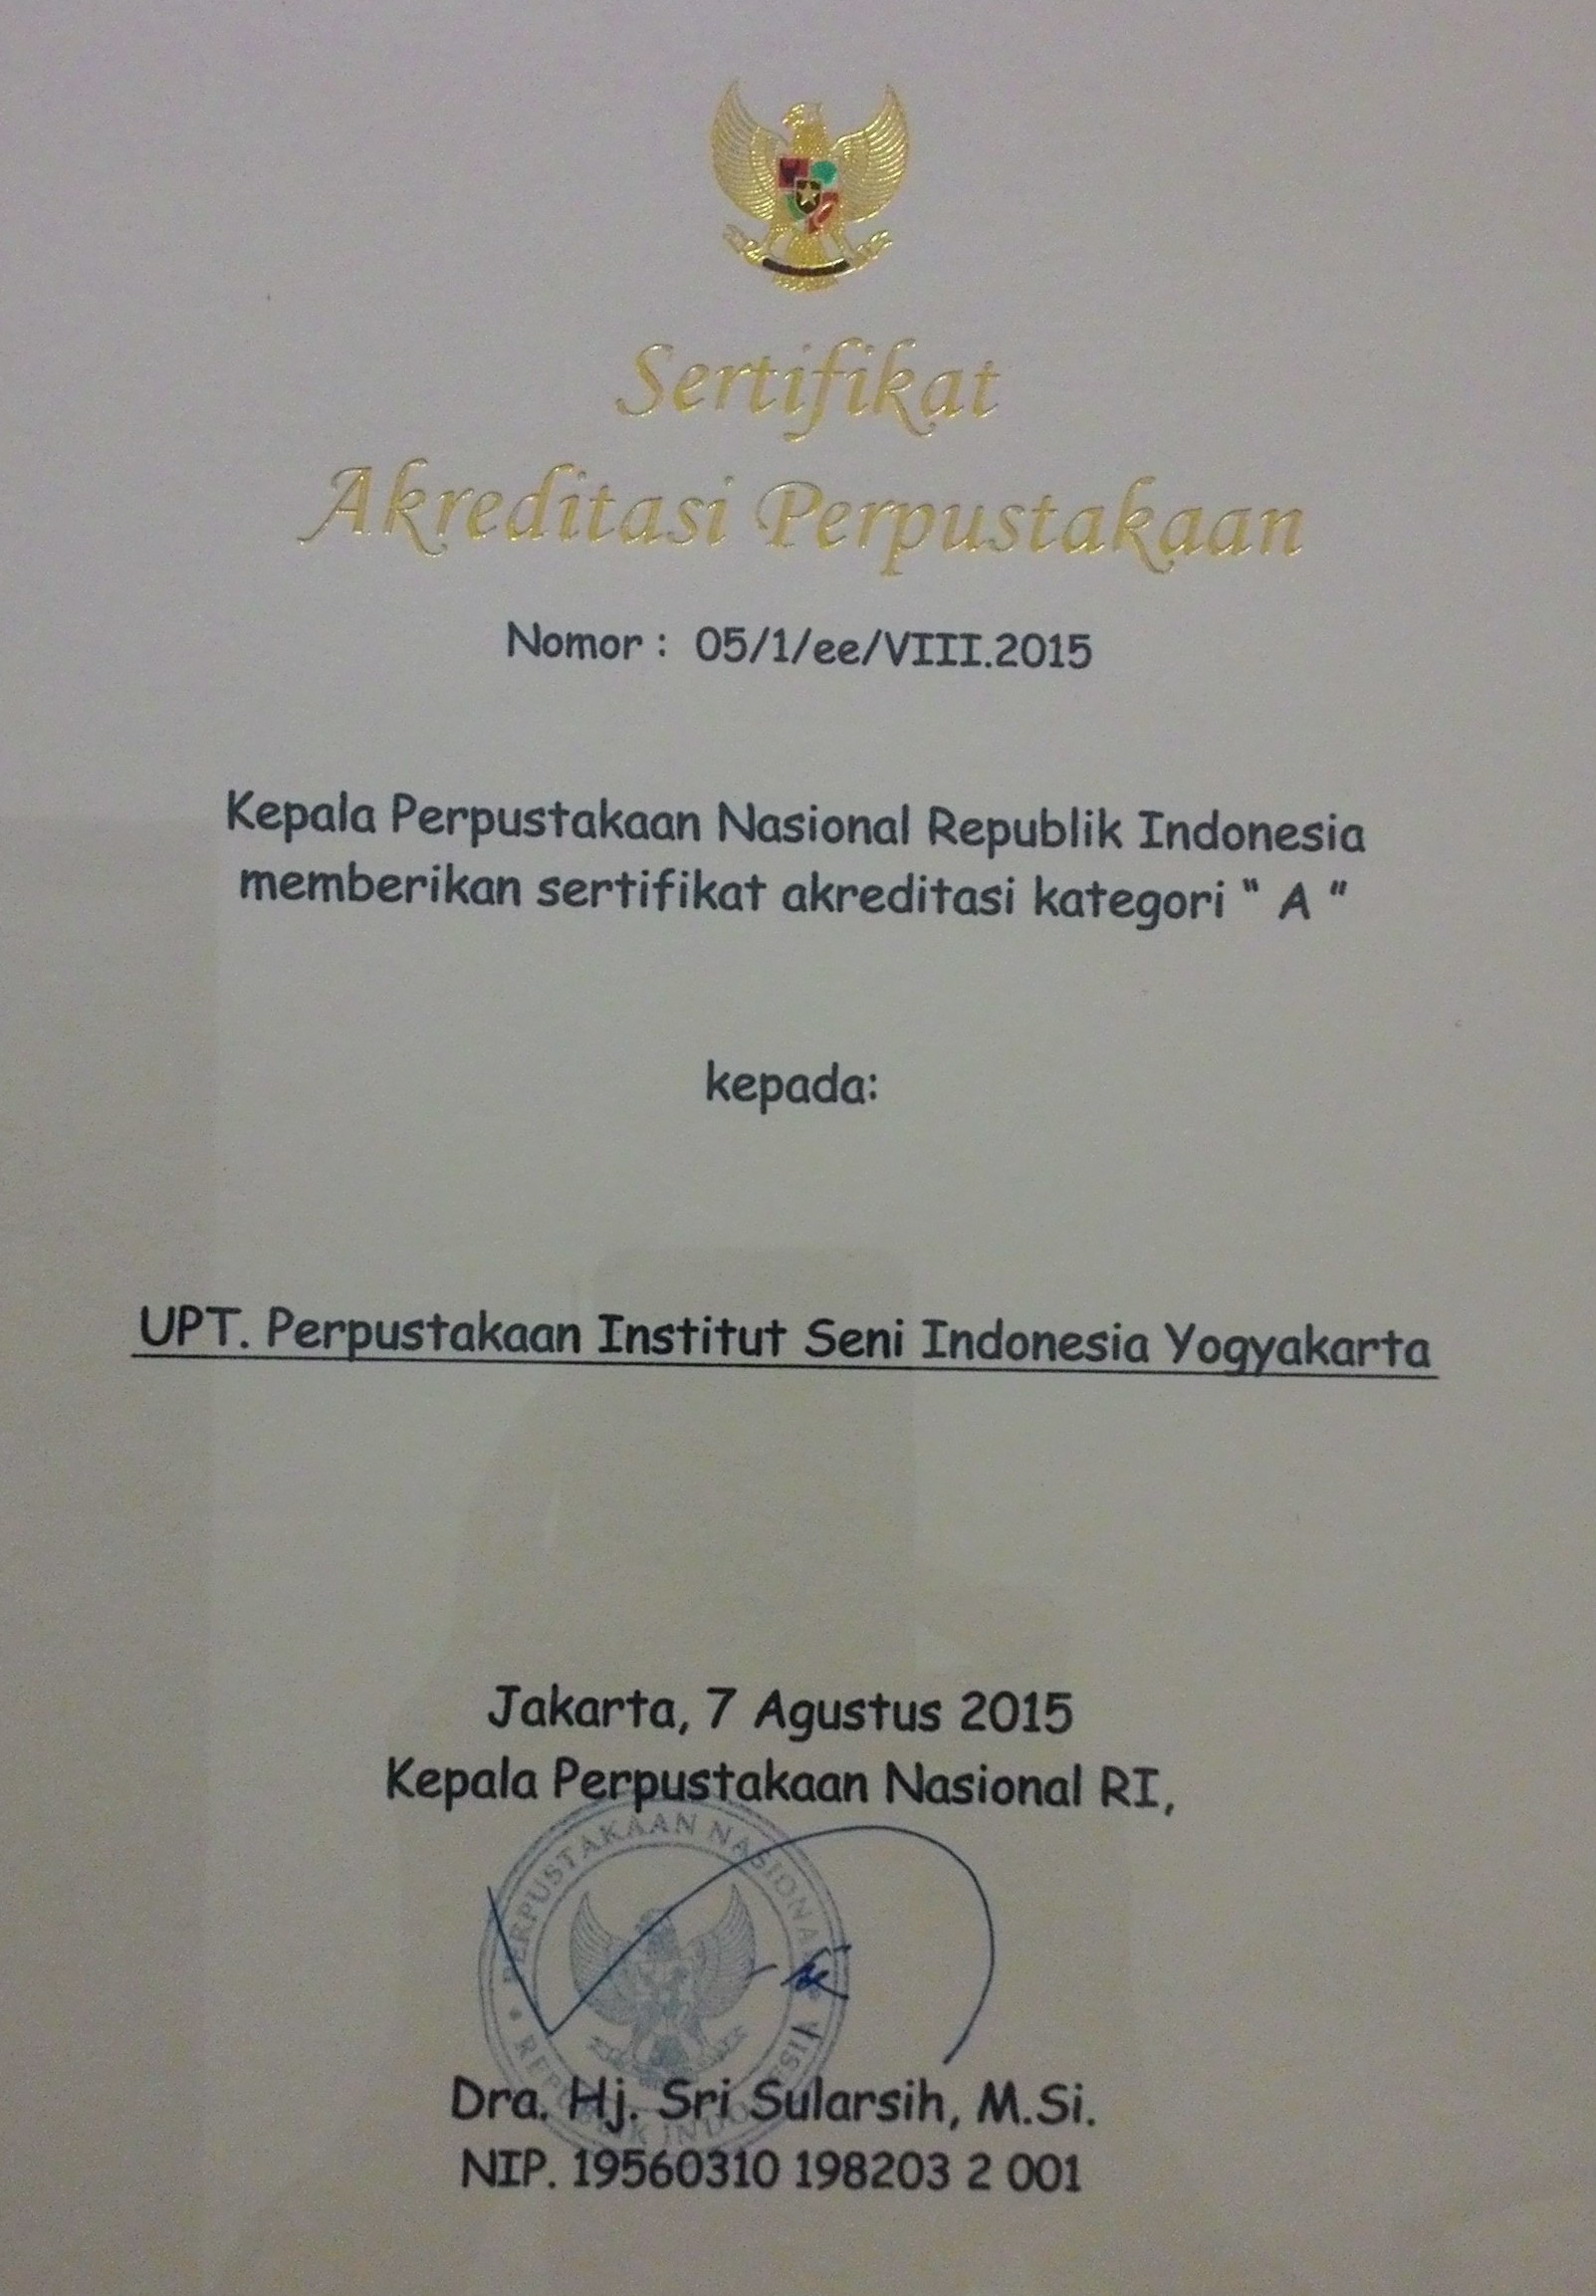 Sertifikat
Akreditasi Perpustakaan
Nomor : 05/1/ee/VIII.2015
Kepala Perpustakaan Nasional Republik Indonesia
memberikan sertifikat akreditasi kategori " A "
kepada:
UPT. Perpustakaan Institut Seni Indonesia Yogyakarta
Jakarta, 7 Agustus 2015
Kepala Perpustakaan Nasional RI,
PERPUSTAKAAN NASIONAL
REPUBLIK INDONESIA
Dra. Hj. Sri Sularsih, M.Si.
NIP. 19560310 198203 2 001